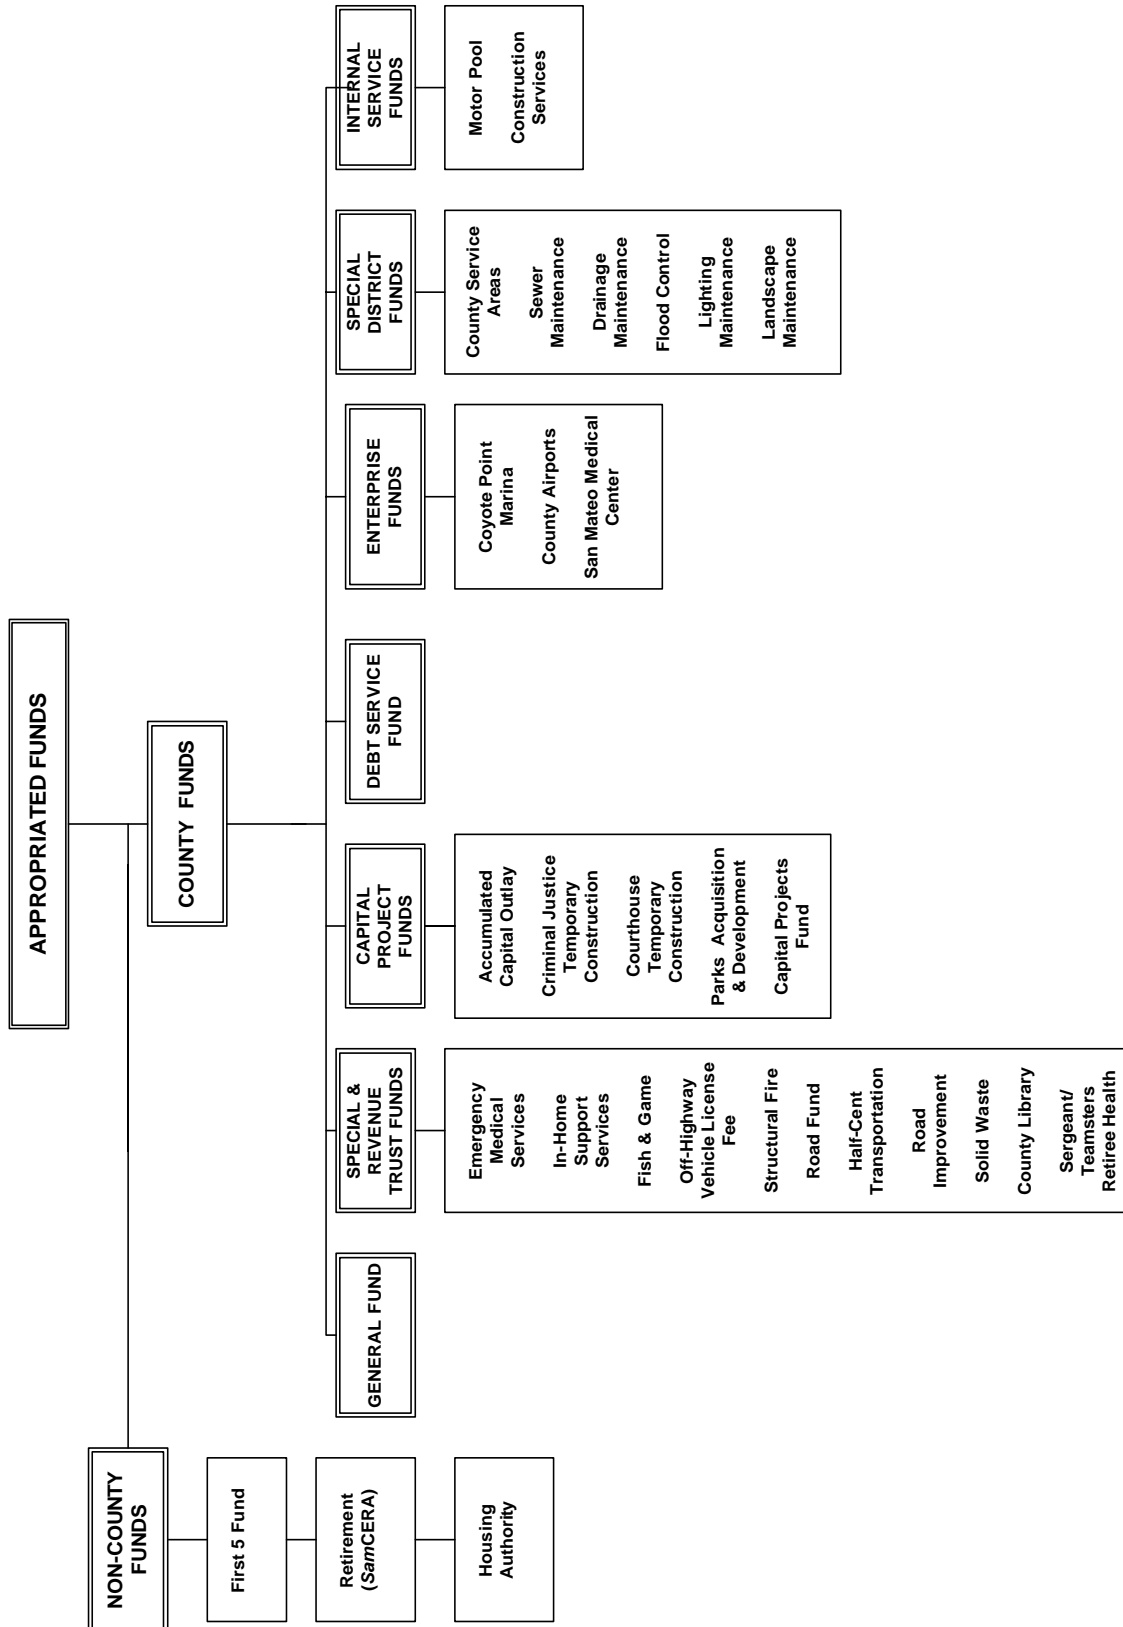 APPROPRIATED FUNDS
NON-COUNTY
FUNDS
COUNTY FUNDS
First 5 Fund
Retirement
(SamCERA)
Housing
Authority
GENERAL FUND
SPECIAL &
REVENUE
TRUST FUNDS
Emergency
Medical
Services
In-Home
Support
Services
Fish & Game
Off-Highway
Vehicle License
Fee
Structural Fire
Road Fund
Half-Cent
Transportation
Road
Improvement
Solid Waste
County Library
Sergeant/
Teamsters
Retiree Health
CAPITAL
PROJECT
FUNDS
Accumulated
Capital Outlay
Criminal Justice
Temporary
Construction
Courthouse
Temporary
Construction
Parks Acquisition
& Development
Capital Projects
Fund
DEBT SERVICE
FUND
ENTERPRISE
FUNDS
Coyote Point
Marina
County Airports
San Mateo Medical
Center
SPECIAL
DISTRICT
FUNDS
County Service
Areas
Sewer
Maintenance
Drainage
Maintenance
Flood Control
Lighting
Maintenance
Landscape
Maintenance
INTERNAL
SERVICE
FUNDS
Motor Pool
Construction
Services